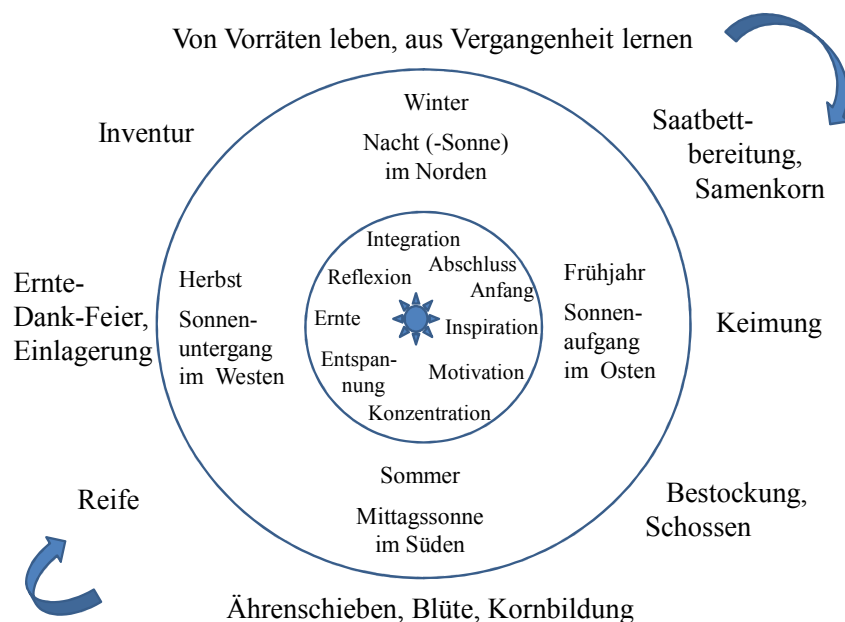 Von Vorräten leben, aus Vergangenheit lernen
Winter
Nacht (-Sonne)
im Norden
Inventur
Saatbett-
bereitung,
Samenkorn
Integration
Reflexion
Abschluss
Anfang
Ernte
Inspiration
Entspan-
nung
Motivation
Konzentration
Ernte-
Dank-Feier,
Einlagerung
Herbst
Sonnen-
untergang
im Westen
Frühjahr
Sonnen-
aufgang
im Osten
Keimung
Sommer
Mittagssonne
im Süden
Reife
Bestockung,
Schossen
Ährenschieben, Blüte, Kornbildung